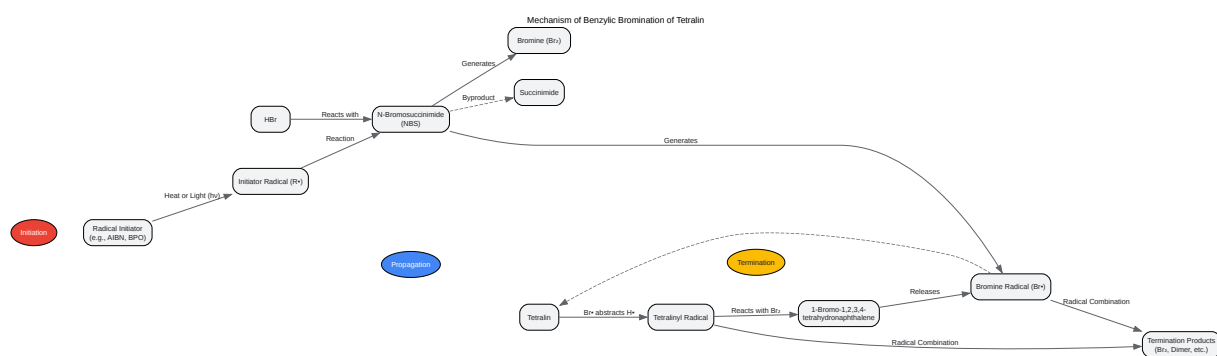 Mechanism of Benzylic Bromination of Tetralin
Bromine (Br₂)
Generates
Succinimide
Byproduct
HBr
Reacts with
N-Bromosuccinimide
(NBS)
Reaction
Generates
Initiator Radical (R•)
Heat or Light (hν)
Initiation
Radical Initiator
(e.g., AIBN, BPO)
Propagation
Termination
Bromine Radical (Br•)
Releases
Radical Combination
Tetralin
Br• abstracts H•
Tetralinyl Radical
Reacts with Br₂
1-Bromo-1,2,3,4-
tetrahydronaphthalene
Radical Combination
Termination Products
(Br₂, Dimer, etc.)